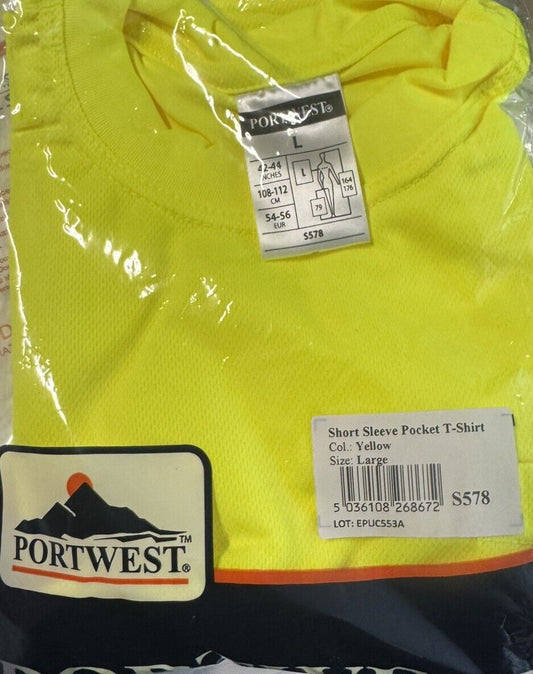 PORTWEST®
L
42-44
INCHES
108-112
CM
54-56
EUR
L
164
176
79
S578
Short Sleeve Pocket T-Shirt
Col.: Yellow
Size: Large
5 036108 268672
S578
LOT: EPUC553A
PORTWEST™®